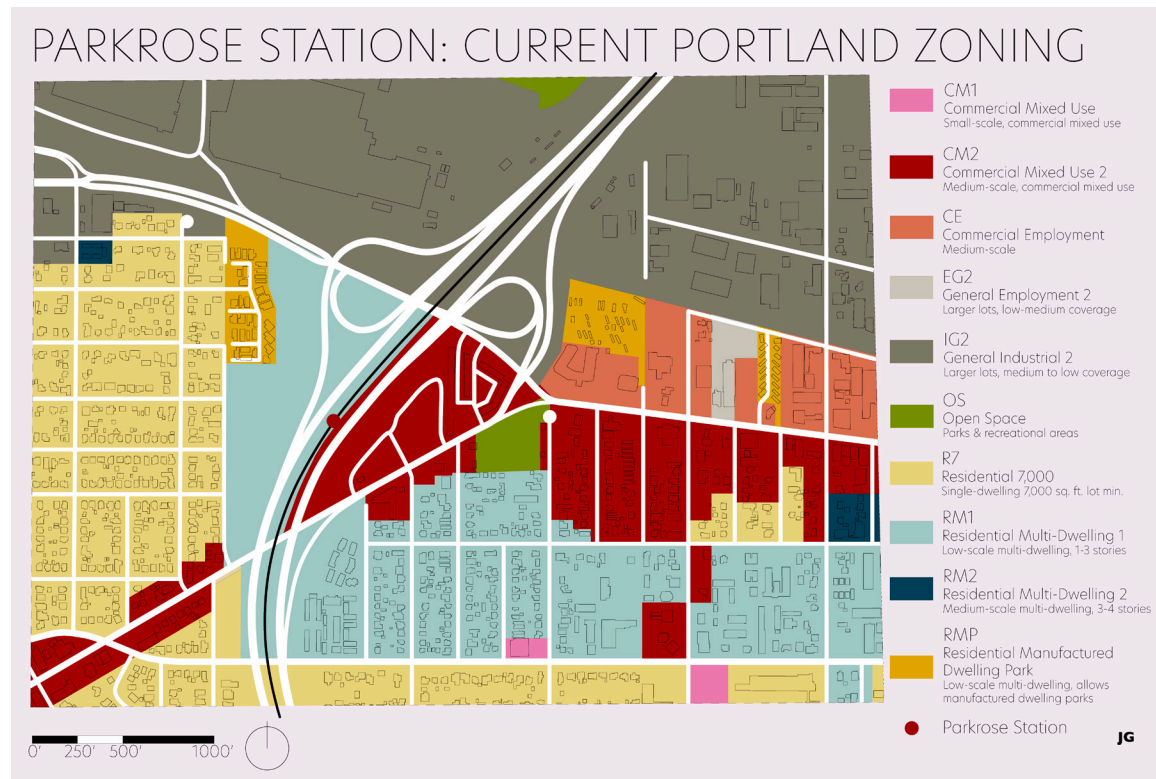 PARKROSE STATION: CURRENT PORTLAND ZONING
CM1
Commercial Mixed Use
Small-scale, commercial mixed use
CM2
Commercial Mixed Use 2
Medium-scale, commercial mixed use
CE
Commercial Employment
Medium-scale
EG2
General Employment 2
Larger lots, low-medium coverage
IG2
General Industrial 2
Larger lots, medium to low coverage
OS
Open Space
Parks & recreational areas
R7
Residential 7,000
Single-dwelling 7,000 sq. ft. lot min.
RM1
Residential Multi-Dwelling 1
Low-scale multi-dwelling, 1-3 stories
RM2
Residential Multi-Dwelling 2
Medium-scale multi-dwelling, 3-4 stories
RMP
Residential Manufactured
Dwelling Park
Low-scale multi-dwelling, allows
manufactured dwelling parks
Parkrose Station
JG
0' 250' 500' 1000'